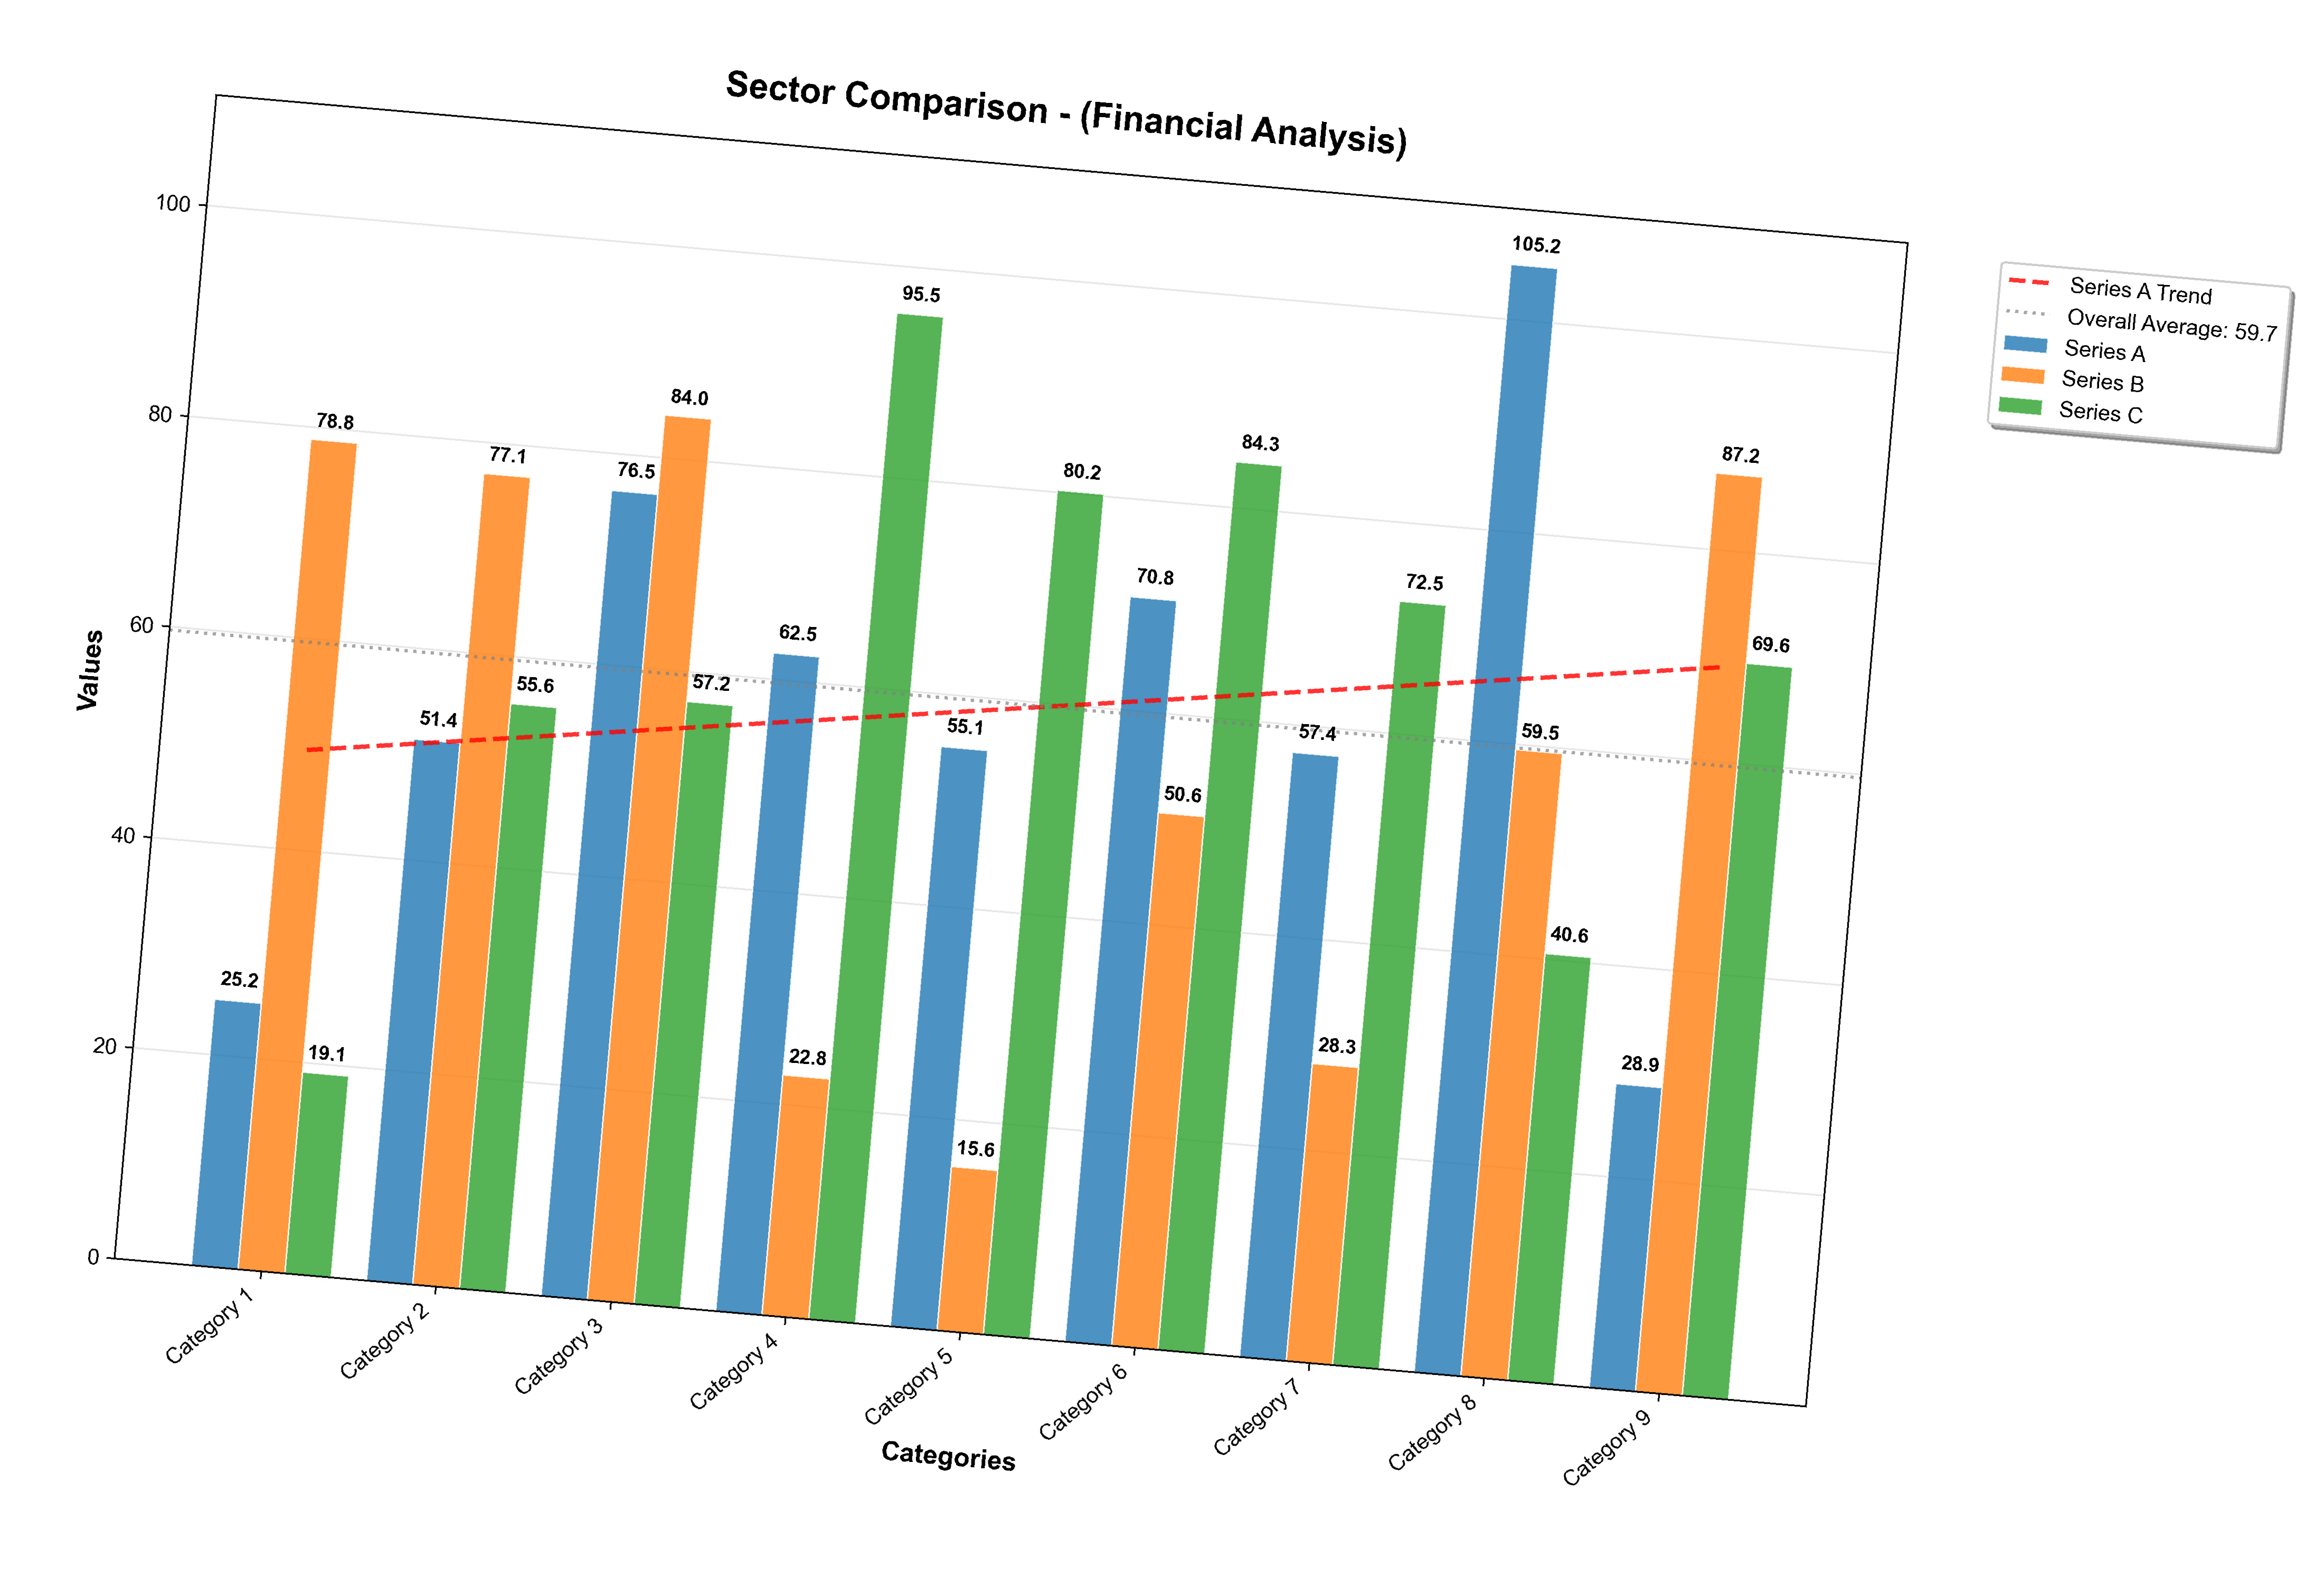 Sector Comparison - (Financial Analysis)
Values
100
80
60
40
20
0
25.2
78.8
19.1
51.4
77.1
55.6
76.5
84.0
57.2
62.5
22.8
95.5
55.1
15.6
80.2
70.8
50.6
84.3
57.4
28.3
72.5
105.2
59.5
40.6
28.9
87.2
69.6
Category 1
Category 2
Category 3
Category 4
Category 5
Category 6
Category 7
Category 8
Category 9
Categories
Series A Trend
Overall Average: 59.7
Series A
Series B
Series C